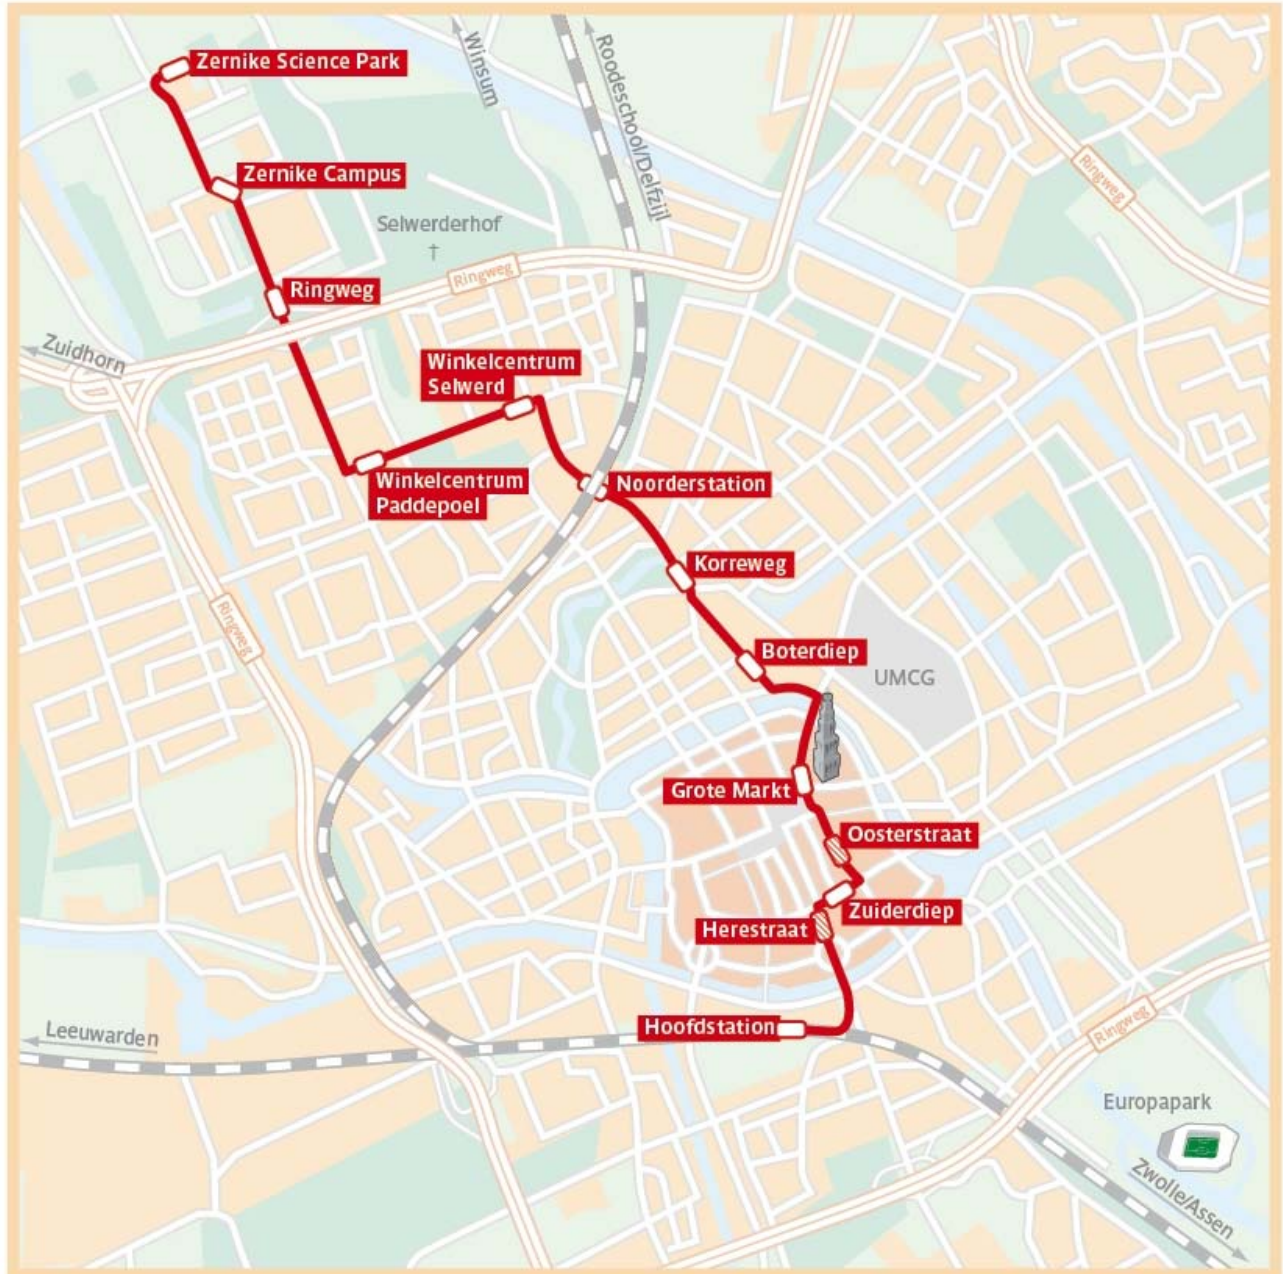 Zernike Science Park
Winsum
Roodeschool/Delfzijl
Ringweg
Zernike Campus
Selwerderhof
†
Ringweg
Ringweg
Zuidhorn
Winkelcentrum
Selwerd
Winkelcentrum
Paddepoel
Noorderstation
Korreweg
Ringweg
Boterdiep
UMCG
Grote Markt
Oosterstraat
Zuiderdiep
Herestraat
Hoofdstation
Leeuwarden
Ringweg
Europapark
Zwolle/Assen